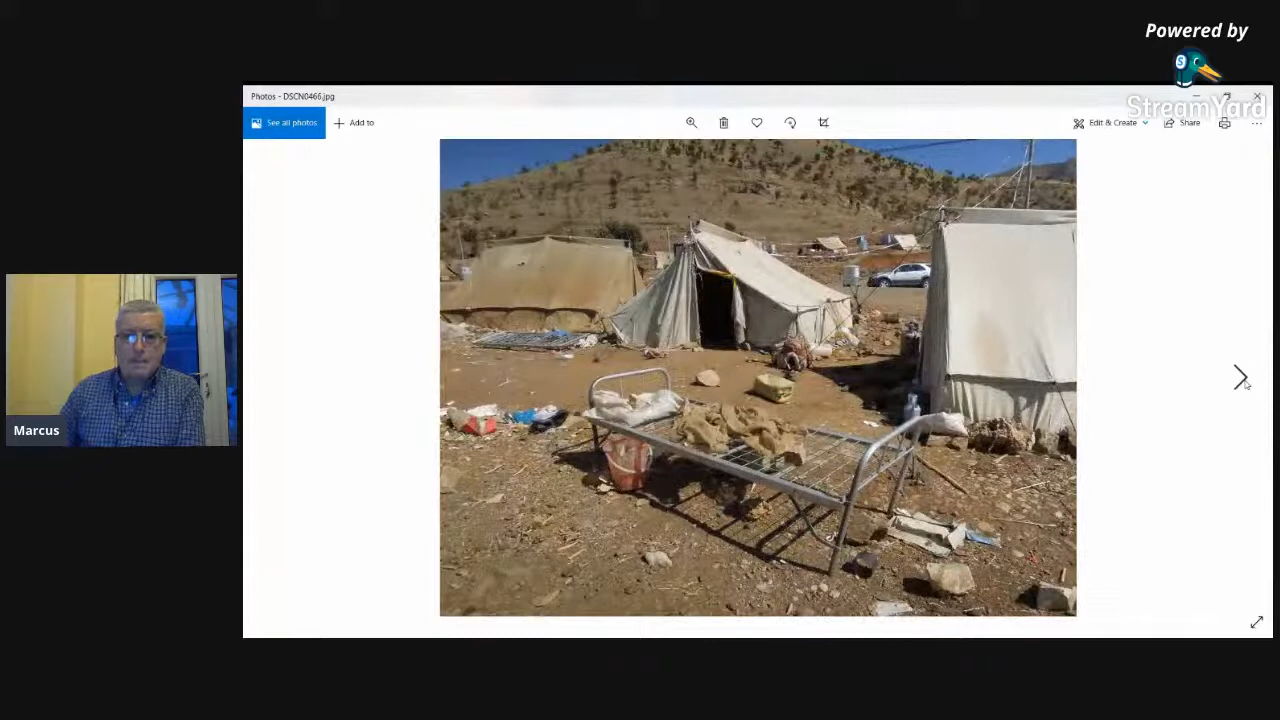 Powered by
StreamYard
Photos - DSCN0466.jpg
See all photos
Add to
Edit & Create
Share
Marcus